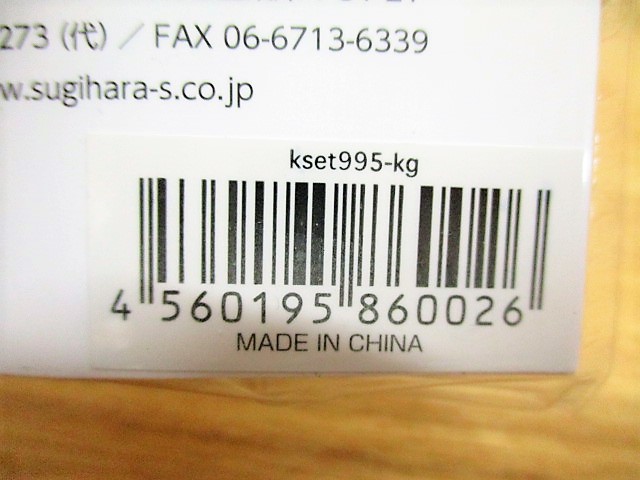 273 (代) ／ FAX 06-6713-6339
w.sugihara-s.co.jp
kset995-kg
4 560195 860026
MADE IN CHINA